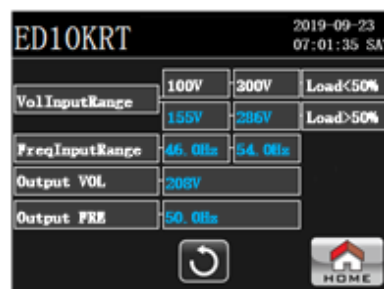 ED10KRT
2019-09-23
07:01:35 SA
VolInputRange
100V 300V Load<50%
155V 286V Load>50%
FreqInputRange 46.0Hz 54.0Hz
Output VOL 208V
Output FRE 50.0Hz
HOME